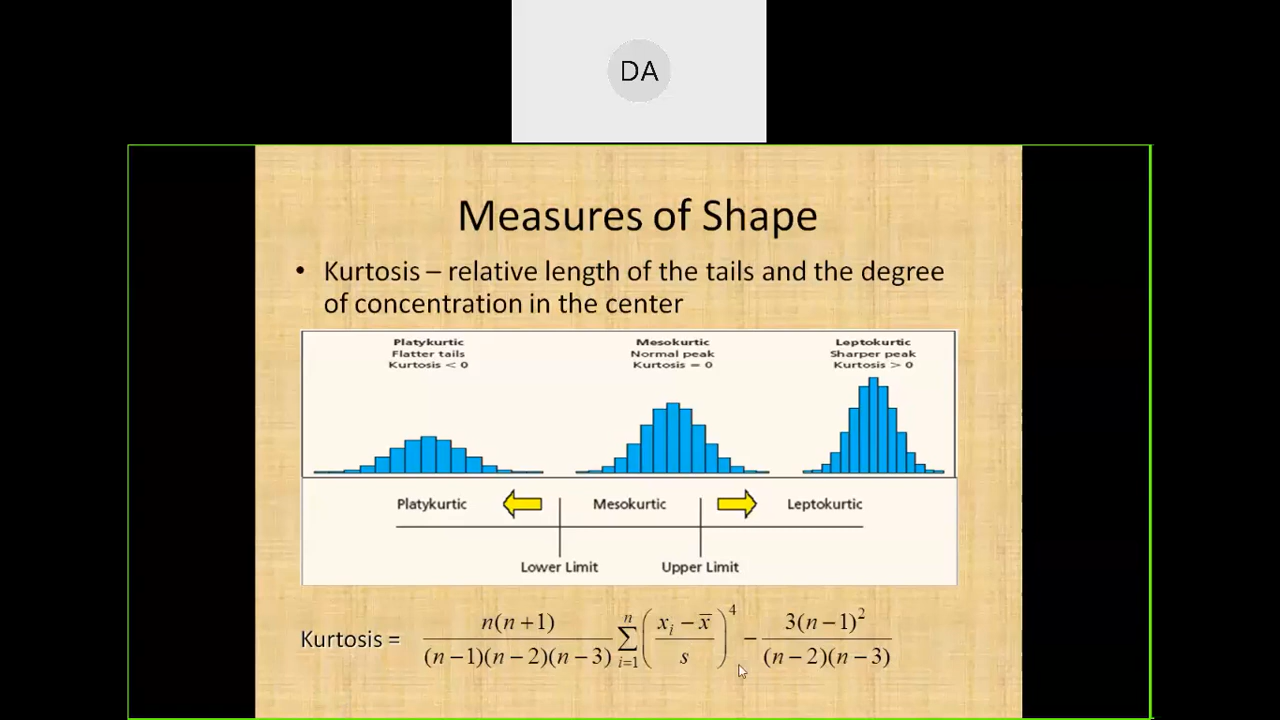 DA
Measures of Shape
• Kurtosis – relative length of the tails and the degree
of concentration in the center
Platykurtic
Flatter tails
Kurtosis < 0
Mesokurtic
Normal peak
Kurtosis = 0
Leptokurtic
Sharper peak
Kurtosis > 0
Platykurtic Mesokurtic Leptokurtic
Lower Limit Upper Limit
Kurtosis = n(n+1) / (n−1)(n−2)(n−3) ∑ i=1 n ( xᵢ − x̅ / s )⁴ − 3(n−1)² / (n−2)(n−3)